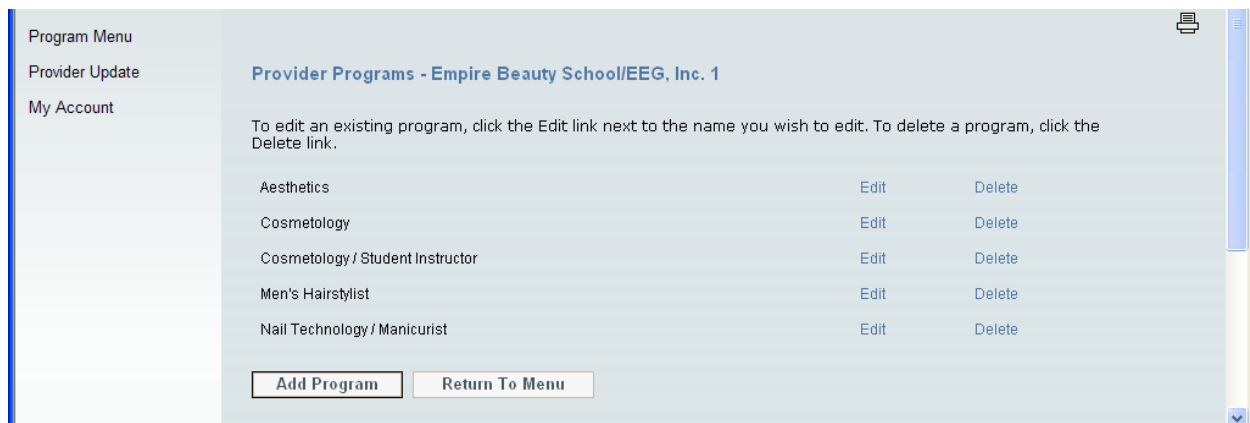 Program Menu
Provider Update
My Account
Provider Programs - Empire Beauty School/EEG, Inc. 1
To edit an existing program, click the Edit link next to the name you wish to edit. To delete a program, click the
Delete link.
Aesthetics Edit Delete
Cosmetology Edit Delete
Cosmetology / Student Instructor Edit Delete
Men's Hairstylist Edit Delete
Nail Technology / Manicurist Edit Delete
Add Program Return To Menu